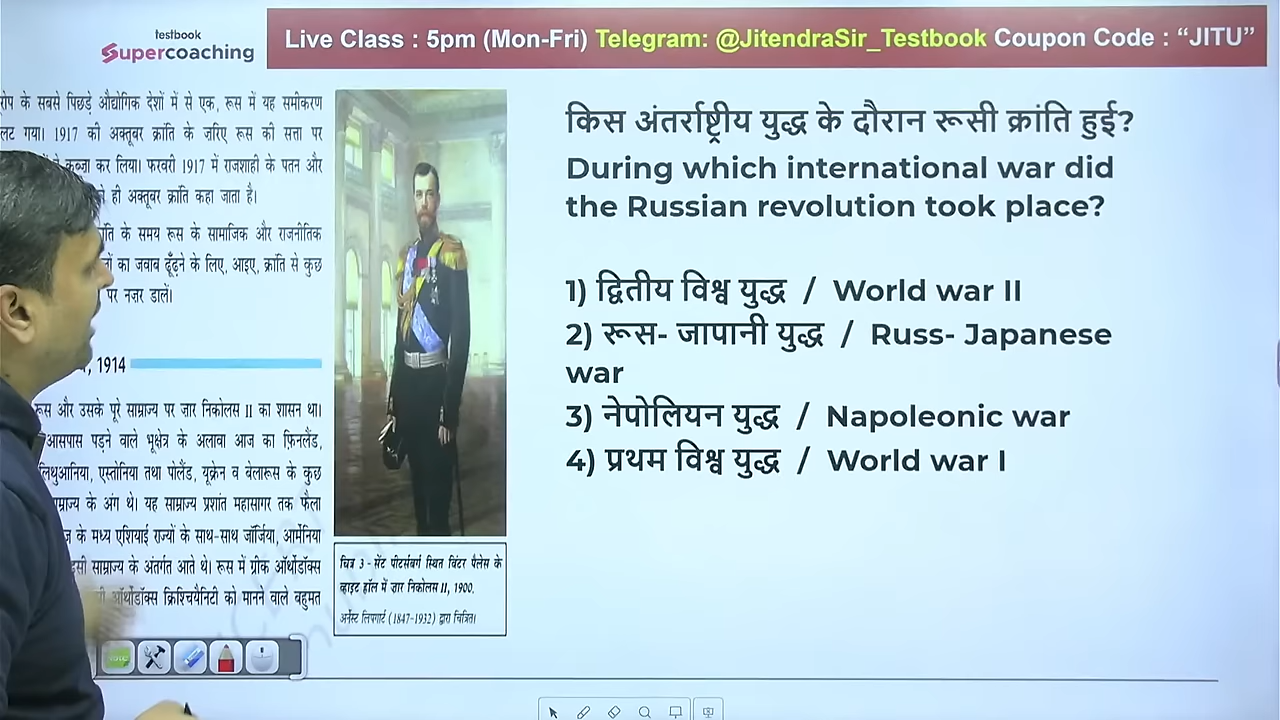 testbook
Supercoaching
Live Class : 5pm (Mon-Fri) Telegram: @JitendraSir_Testbook Coupon Code : “JITU”
के सबसे पिछड़े औद्योगिक देशों में से एक, रूस में यह समीकरण
गया। 1917 की अक्तूबर क्रांति के ज़रिए रूस की सत्ता पर
कब्ज़ा कर लिया। फरवरी 1917 में राजशाही के पतन और
ही अक्तूबर क्रांति कहा जाता है।
के समय रूस के सामाजिक और राजनीतिक
का जवाब ढूँढ़ने के लिए, आइए, क्रांति से कुछ
पर नज़र डालें।
1914
रूस और उसके पूरे साम्राज्य पर ज़ार निकोलस II का शासन था।
आसपास पड़ने वाले भूक्षेत्र के अलावा आज का फ़िनलैंड,
लिथुआनिया, एस्तोनिया तथा पोलैंड, यूक्रेन व बेलारूस के कुछ
के अंग थे। यह साम्राज्य प्रशांत महासागर तक फैला
के मध्य एशियाई राज्यों के साथ-साथ जॉर्जिया, आर्मेनिया
साम्राज्य के अंतर्गत आते थे। रूस में ग्रीक ऑर्थोडॉक्स
ऑर्थोडॉक्स क्रिश्चियैनिटी को मानने वाले बहुमत
चित्र 3 - सेंट पीटर्सबर्ग स्थित विंटर पैलेस के
व्हाइट हॉल में ज़ार निकोलस II, 1900.
अर्नेस्ट लिपगार्ट (1847-1932) द्वारा चित्रित।
किस अंतर्राष्ट्रीय युद्ध के दौरान रूसी क्रांति हुई?
During which international war did
the Russian revolution took place?
1) द्वितीय विश्व युद्ध / World war II
2) रूस- जापानी युद्ध / Russ- Japanese
war
3) नेपोलियन युद्ध / Napoleonic war
4) प्रथम विश्व युद्ध / World war I